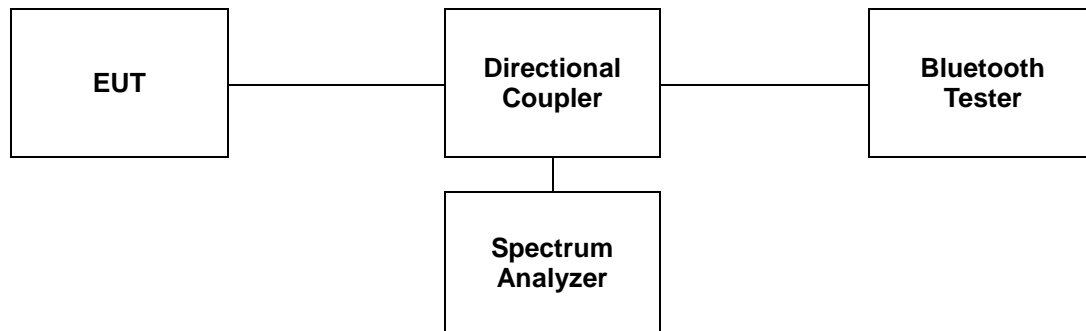 EUT
Directional
Coupler
Bluetooth
Tester
Spectrum
Analyzer